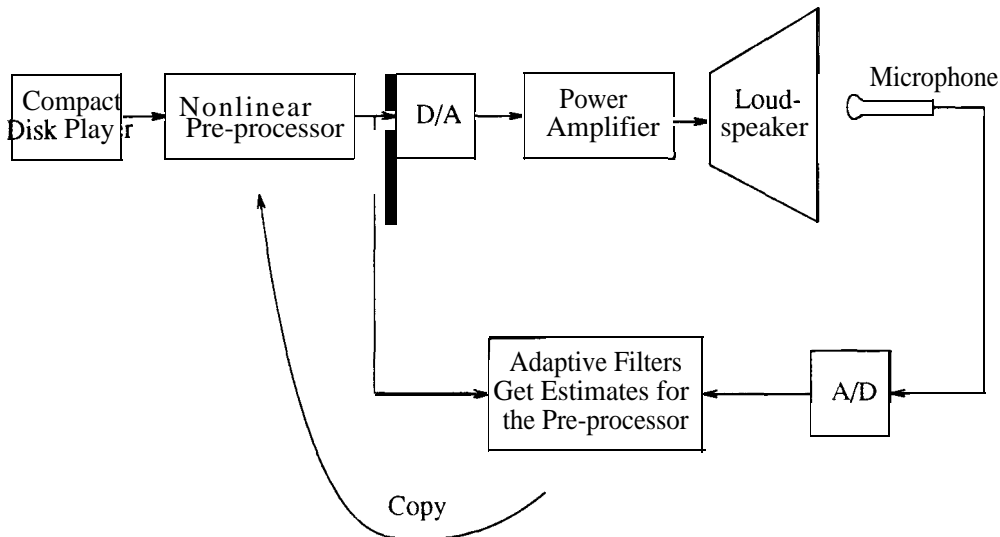 Compact
Disk Player
Nonlinear
Pre-processor
D/A
Power
Amplifier
Loud-
speaker
Microphone
Adaptive Filters
Get Estimates for
the Pre-processor
A/D
Copy